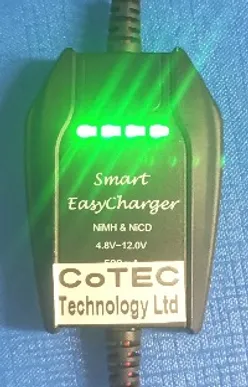 Smart
EasyCharger
NiMH & NiCD
4.8V~12.0V
CoTEC
Technology Ltd